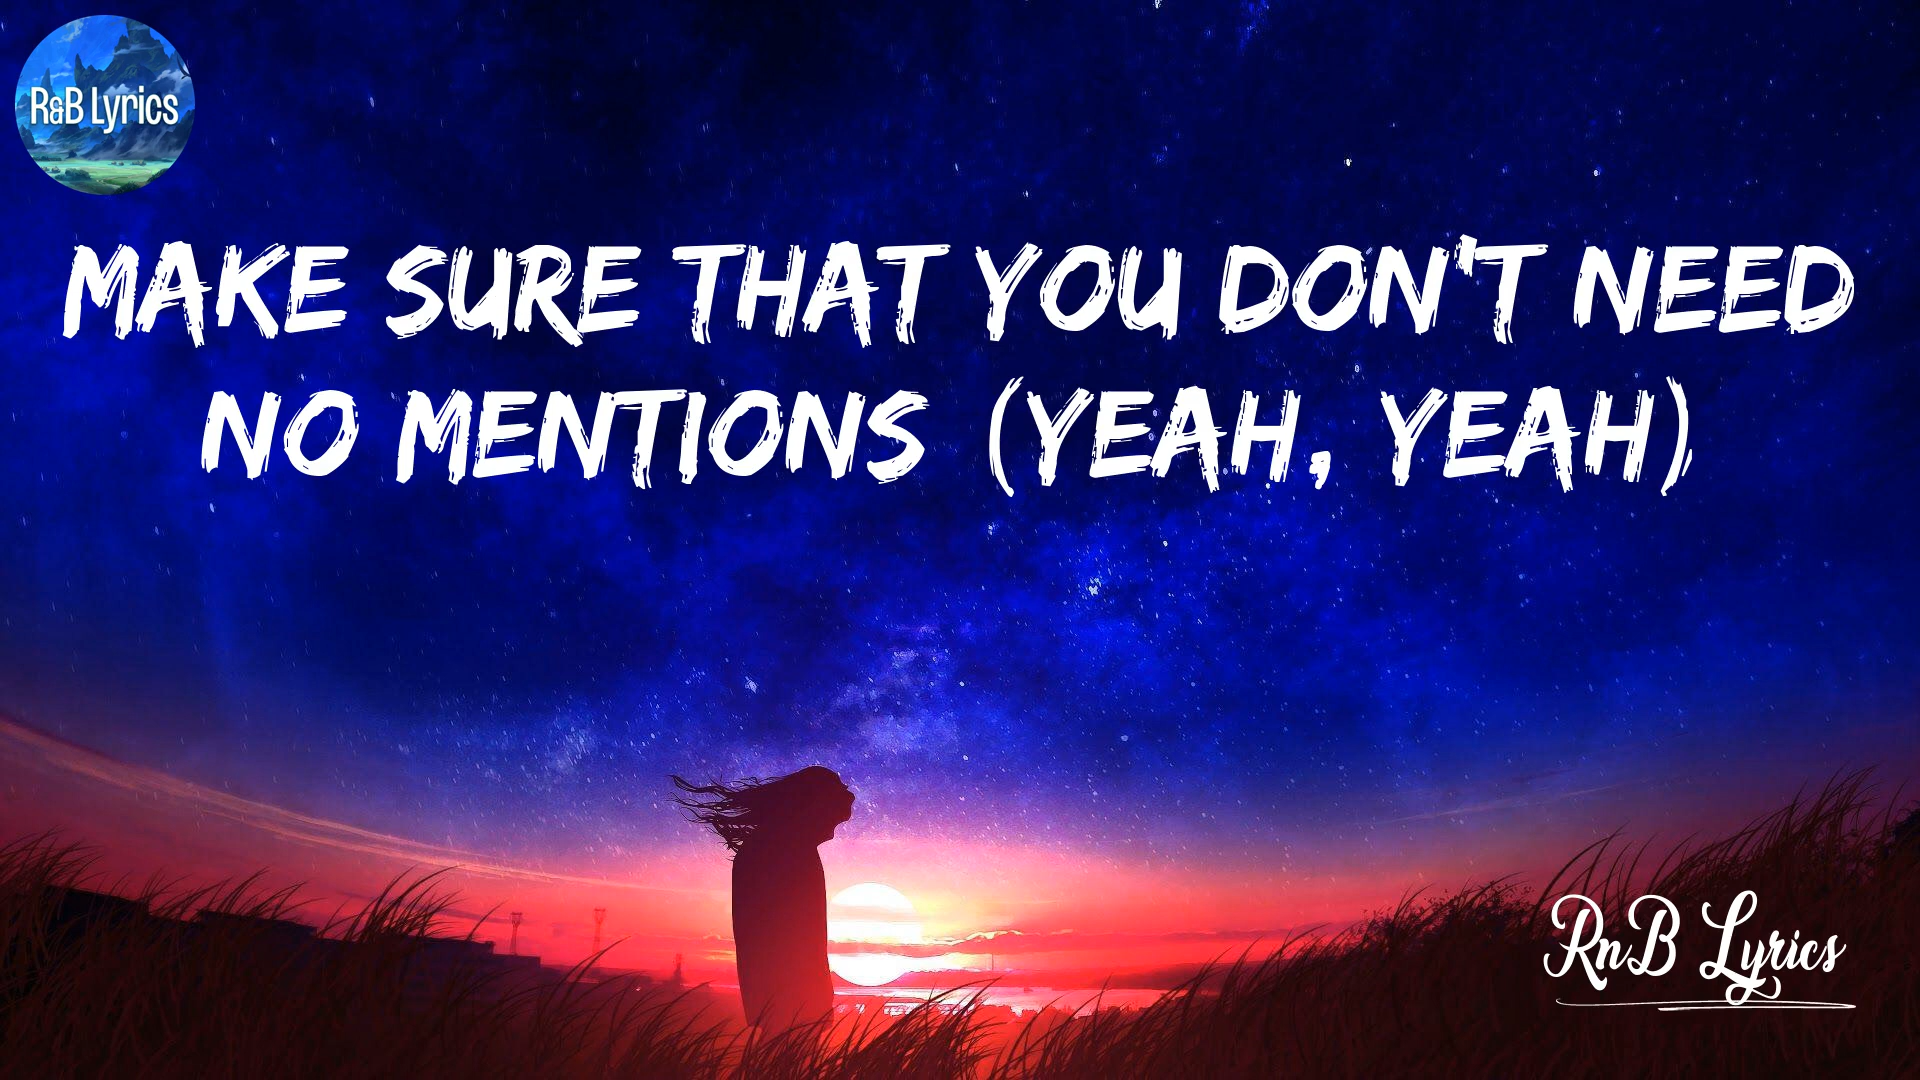 R&B Lyrics
MAKE SURE THAT YOU DON'T NEED
NO MENTIONS (YEAH, YEAH)
RnB Lyrics